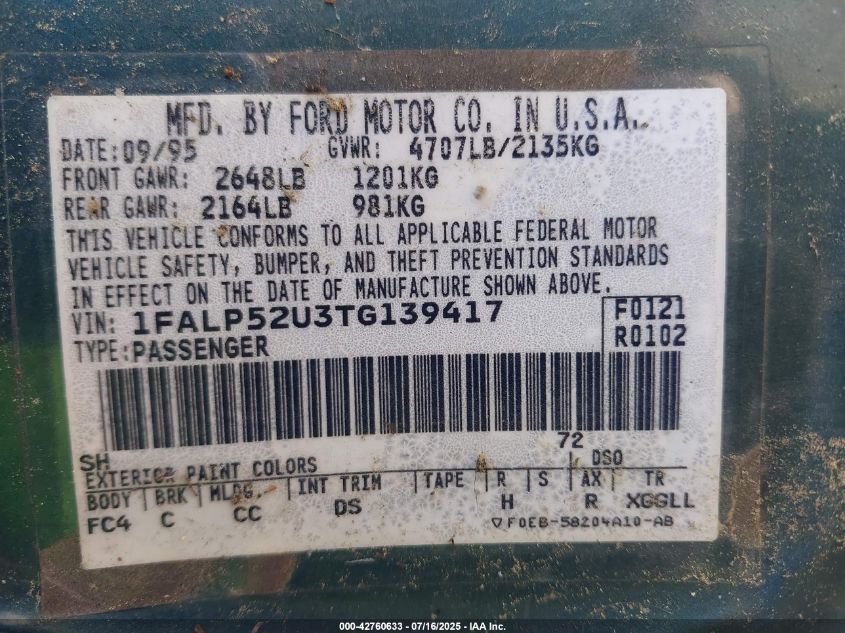 MFD. BY FORD MOTOR CO. IN U.S.A.
DATE: 09/95 GVWR: 4707LB/2135KG
FRONT GAWR: 2648LB 1201KG
REAR GAWR: 2164LB 981KG
THIS VEHICLE CONFORMS TO ALL APPLICABLE FEDERAL MOTOR
VEHICLE SAFETY, BUMPER, AND THEFT PREVENTION STANDARDS
IN EFFECT ON THE DATE OF MANUFACTURE SHOWN ABOVE.
VIN: 1FALP52U3TG139417 F0121
TYPE: PASSENGER R0102
SH 72
EXTERIOR PAINT COLORS DSO
BODY BRK MLDG. INT TRIM TAPE R S AX TR
FC4 C CC DS H R XGGLL
▽F0EB-58204A10-AB
000-42760633 - 07/16/2025 - IAA Inc.